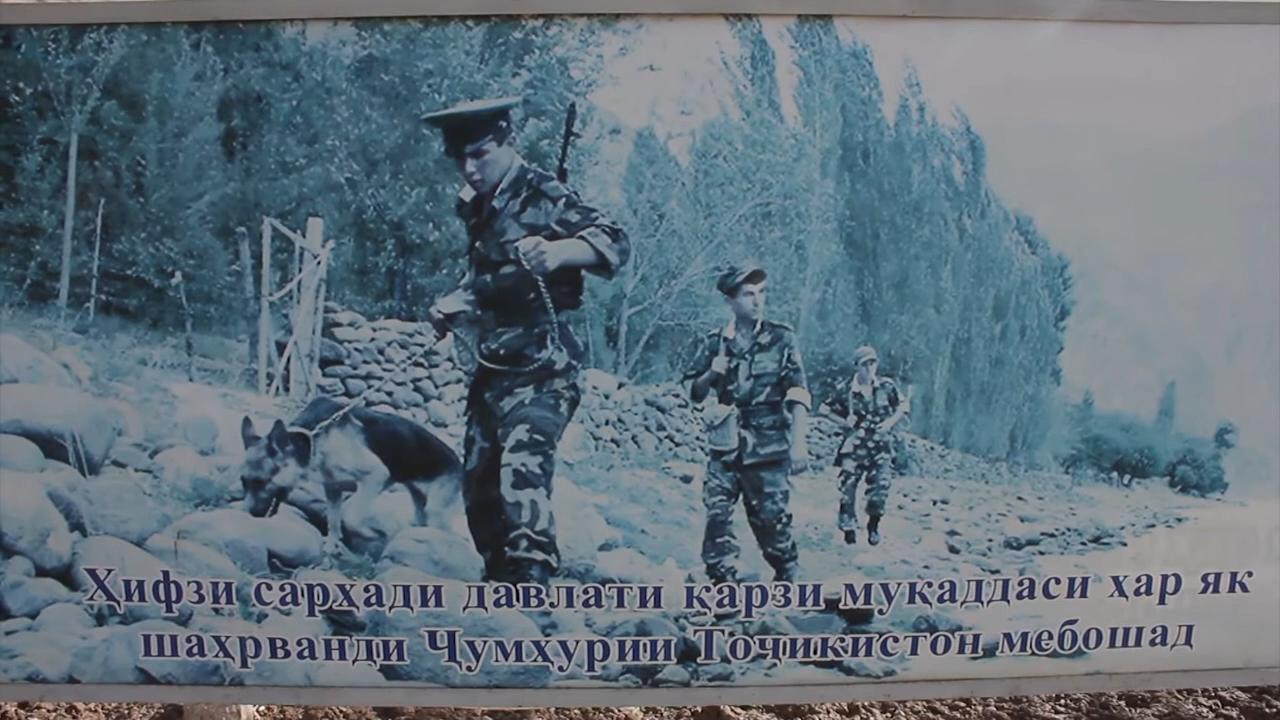 Ҳифзи сарҳади давлати қарзи муқаддаси ҳар як
шаҳрванди Ҷумҳурии Тоҷикистон мебошад